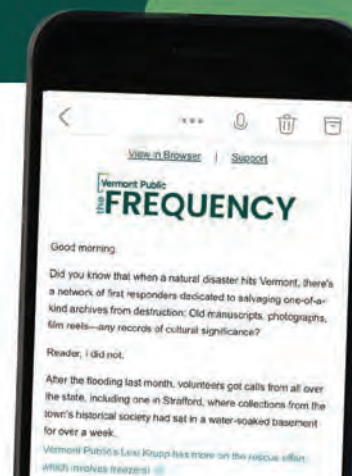 View in Browser | Support
Vermont Public
the FREQUENCY
Good morning.
Did you know that when a natural disaster hits Vermont, there's
a network of first responders dedicated to salvaging one-of-a-
kind archives from destruction: Old manuscripts, photographs,
film reels—any records of cultural significance?
Reader, I did not.
After the flooding last month, volunteers got calls from all over
the state, including one in Strafford, where collections from the
town's historical society had sat in a water-soaked basement
for over a week.
Vermont Public's Lexi Krupp has more on the rescue effort,
which involves freezers!